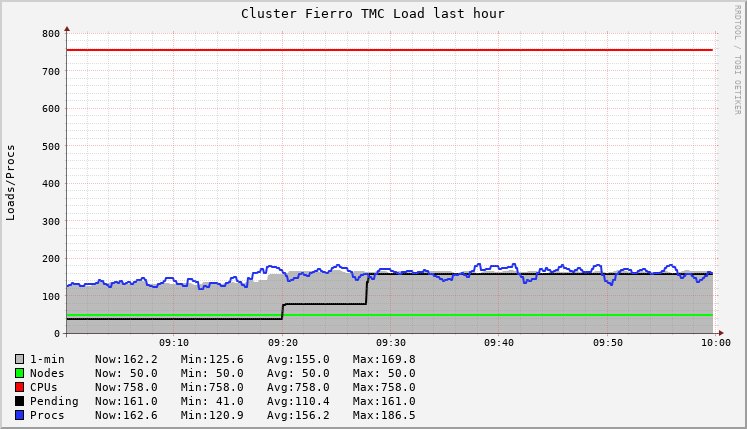 Cluster Fierro TMC Load last hour
RRDTOOL / TOBI OETIKER
Loads/Procs
800
700
600
500
400
300
200
100
0
09:10 09:20 09:30 09:40 09:50 10:00
1-min Now:162.2 Min:125.6 Avg:155.0 Max:169.8
Nodes Now: 50.0 Min: 50.0 Avg: 50.0 Max: 50.0
CPUs Now:758.0 Min:758.0 Avg:758.0 Max:758.0
Pending Now:161.0 Min: 41.0 Avg:110.4 Max:161.0
Procs Now:162.6 Min:120.9 Avg:156.2 Max:186.5